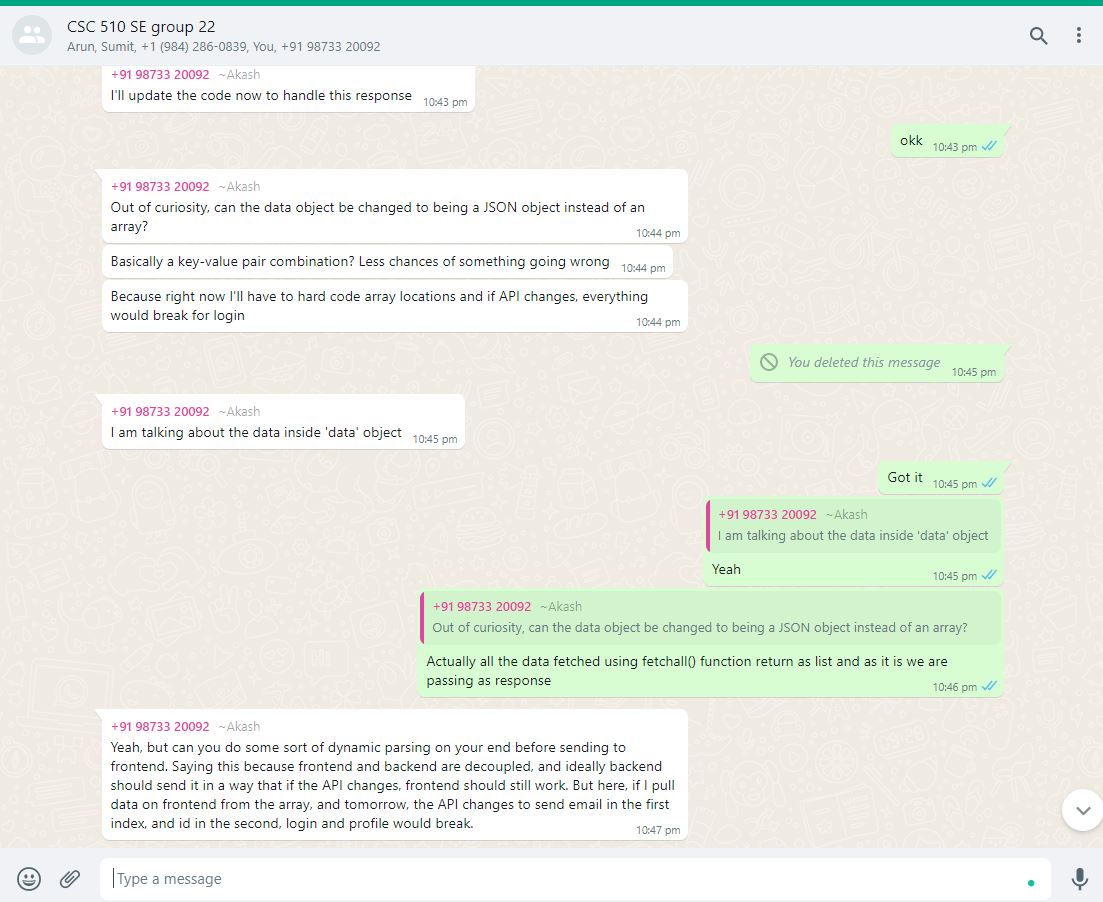 CSC 510 SE group 22
Arun, Sumit, +1 (984) 286-0839, You, +91 98733 20092
+91 98733 20092 ~Akash
I'll update the code now to handle this response 10:43 pm
okk 10:43 pm
+91 98733 20092 ~Akash
Out of curiosity, can the data object be changed to being a JSON object instead of an
array? 10:44 pm
Basically a key-value pair combination? Less chances of something going wrong 10:44 pm
Because right now I'll have to hard code array locations and if API changes, everything
would break for login 10:44 pm
You deleted this message 10:45 pm
+91 98733 20092 ~Akash
I am talking about the data inside 'data' object 10:45 pm
Got it 10:45 pm
+91 98733 20092 ~Akash
I am talking about the data inside 'data' object
Yeah 10:45 pm
+91 98733 20092 ~Akash
Out of curiosity, can the data object be changed to being a JSON object instead of an array?
Actually all the data fetched using fetchall() function return as list and as it is we are
passing as response 10:46 pm
+91 98733 20092 ~Akash
Yeah, but can you do some sort of dynamic parsing on your end before sending to
frontend. Saying this because frontend and backend are decoupled, and ideally backend
should send it in a way that if the API changes, frontend should still work. But here, if I pull
data on frontend from the array, and tomorrow, the API changes to send email in the first
index, and id in the second, login and profile would break. 10:47 pm
Type a message